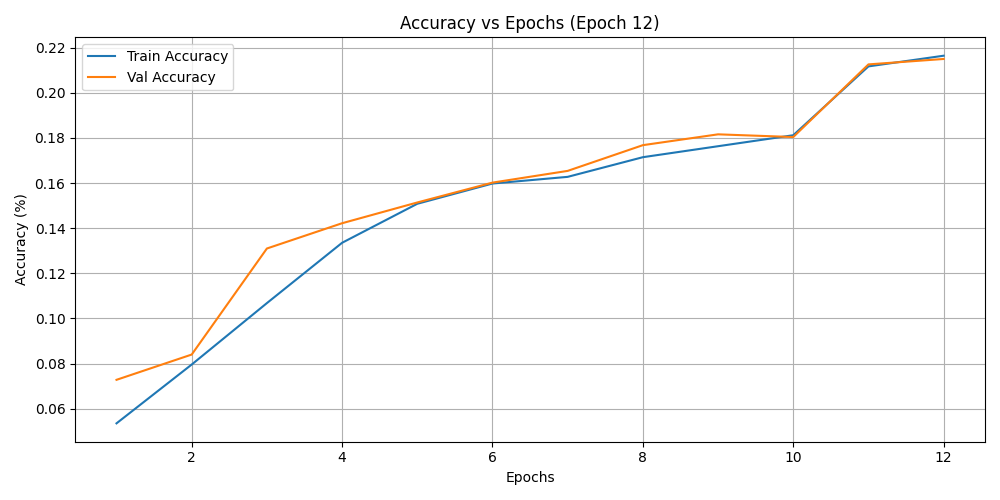 Accuracy vs Epochs (Epoch 12)
Train Accuracy
Val Accuracy
Accuracy (%)
0.22
0.20
0.18
0.16
0.14
0.12
0.10
0.08
0.06
2 4 6 8 10 12
Epochs